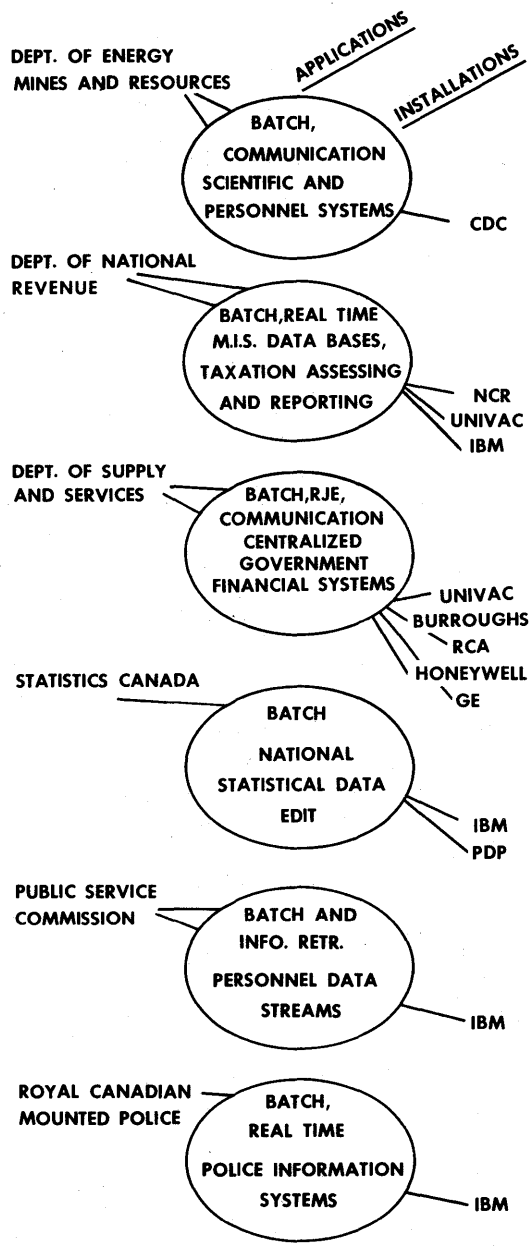 APPLICATIONS
INSTALLATIONS
DEPT. OF ENERGY
MINES AND RESOURCES
BATCH,
COMMUNICATION
SCIENTIFIC AND
PERSONNEL SYSTEMS
CDC
DEPT. OF NATIONAL
REVENUE
BATCH,REAL TIME
M.I.S. DATA BASES,
TAXATION ASSESSING
AND REPORTING
NCR
UNIVAC
IBM
DEPT. OF SUPPLY
AND SERVICES
BATCH,RJE,
COMMUNICATION
CENTRALIZED
GOVERNMENT
FINANCIAL SYSTEMS
UNIVAC
BURROUGHS
RCA
HONEYWELL
GE
STATISTICS CANADA
BATCH
NATIONAL
STATISTICAL DATA
EDIT
IBM
PDP
PUBLIC SERVICE
COMMISSION
BATCH AND
INFO. RETR.
PERSONNEL DATA
STREAMS
IBM
ROYAL CANADIAN
MOUNTED POLICE
BATCH,
REAL TIME
POLICE INFORMATION
SYSTEMS
IBM